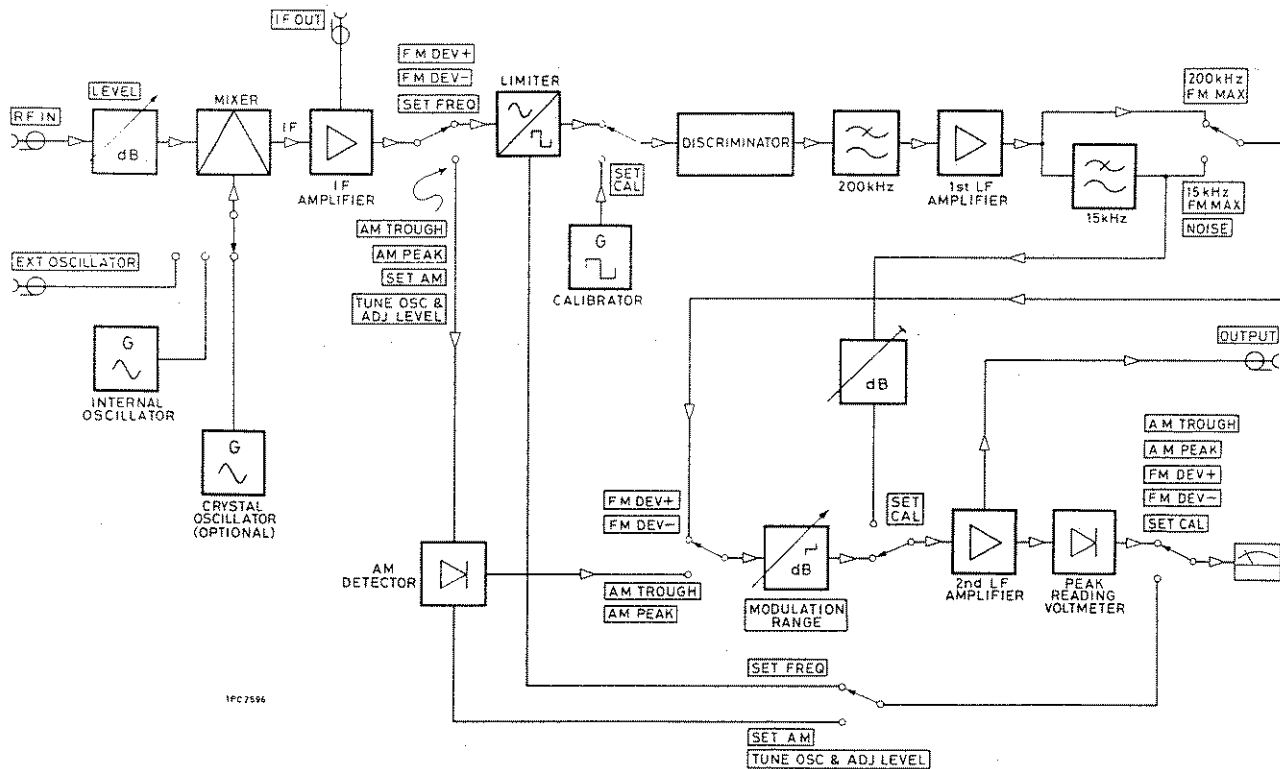 IF OUT
FM DEV+
FM DEV-
SET FREQ
LIMITER
200kHz
FM MAX
LEVEL
MIXER
RF IN
IF
dB
IF
AMPLIFIER
SET
CAL
DISCRIMINATOR
200kHz
1st LF
AMPLIFIER
15kHz
15kHz
FM MAX
NOISE
AM TROUGH
AM PEAK
SET AM
TUNE OSC &
ADJ LEVEL
G
CALIBRATOR
EXT OSCILLATOR
G
INTERNAL
OSCILLATOR
dB
OUTPUT
G
CRYSTAL
OSCILLATOR
(OPTIONAL)
AM TROUGH
AM PEAK
FM DEV+
FM DEV-
SET CAL
FM DEV+
FM DEV-
SET
CAL
AM
DETECTOR
dB
AM TROUGH
AM PEAK
MODULATION
RANGE
2nd LF
AMPLIFIER
PEAK
READING
VOLTMETER
SET FREQ
1PC7596
SET AM
TUNE OSC & ADJ LEVEL